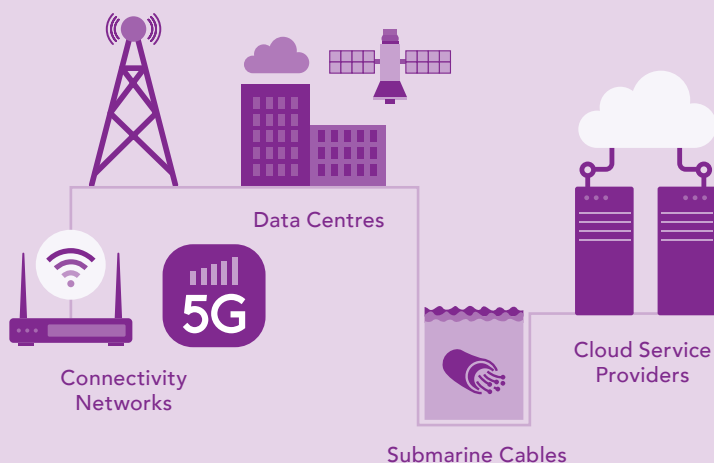 Data Centres
5G
Connectivity
Networks
Cloud Service
Providers
Submarine Cables